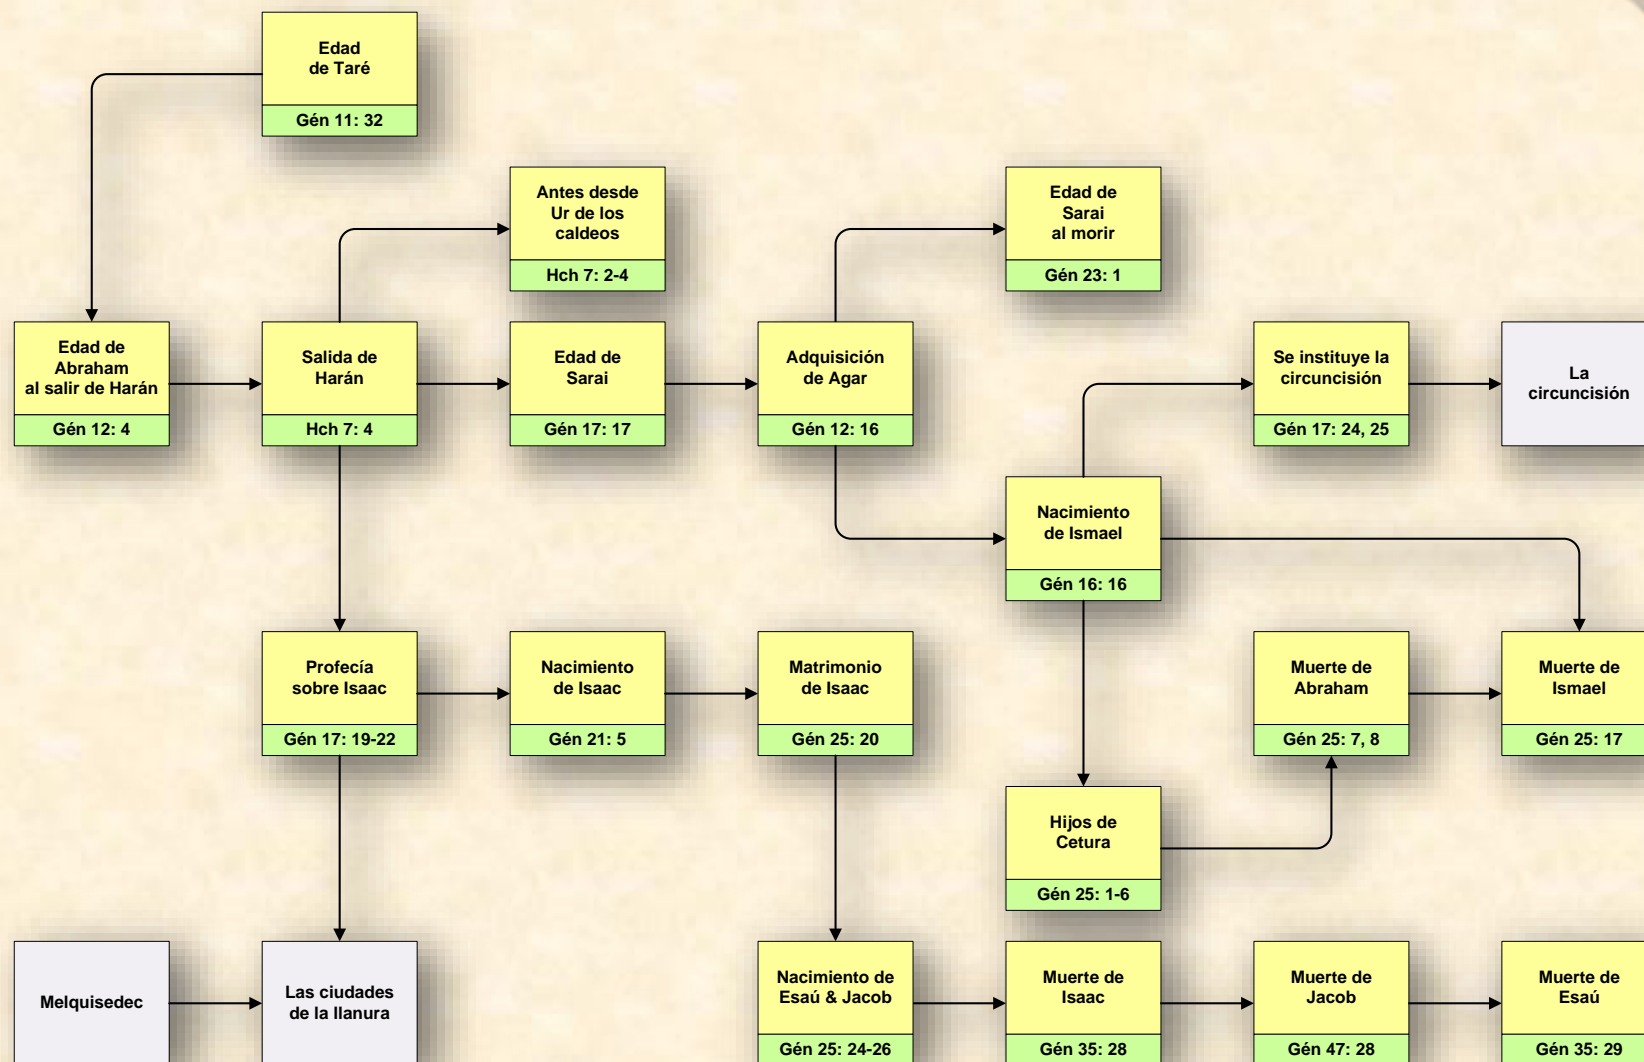 Edad
de Taré
Gén 11: 32
Antes desde
Ur de los
caldeos
Hch 7: 2-4
Edad de
Sarai
al morir
Gén 23: 1
Edad de
Abraham
al salir de Harán
Gén 12: 4
Salida de
Harán
Hch 7: 4
Edad de
Sarai
Gén 17: 17
Adquisición
de Agar
Gén 12: 16
Se instituye la
circuncisión
Gén 17: 24, 25
La
circuncisión
Nacimiento
de Ismael
Gén 16: 16
Profecía
sobre Isaac
Gén 17: 19-22
Nacimiento
de Isaac
Gén 21: 5
Matrimonio
de Isaac
Gén 25: 20
Muerte de
Abraham
Gén 25: 7, 8
Muerte de
Ismael
Gén 25: 17
Hijos de
Cetura
Gén 25: 1-6
Melquisedec
Las ciudades
de la llanura
Nacimiento de
Esaú & Jacob
Gén 25: 24-26
Muerte de
Isaac
Gén 35: 28
Muerte de
Jacob
Gén 47: 28
Muerte de
Esaú
Gén 35: 29